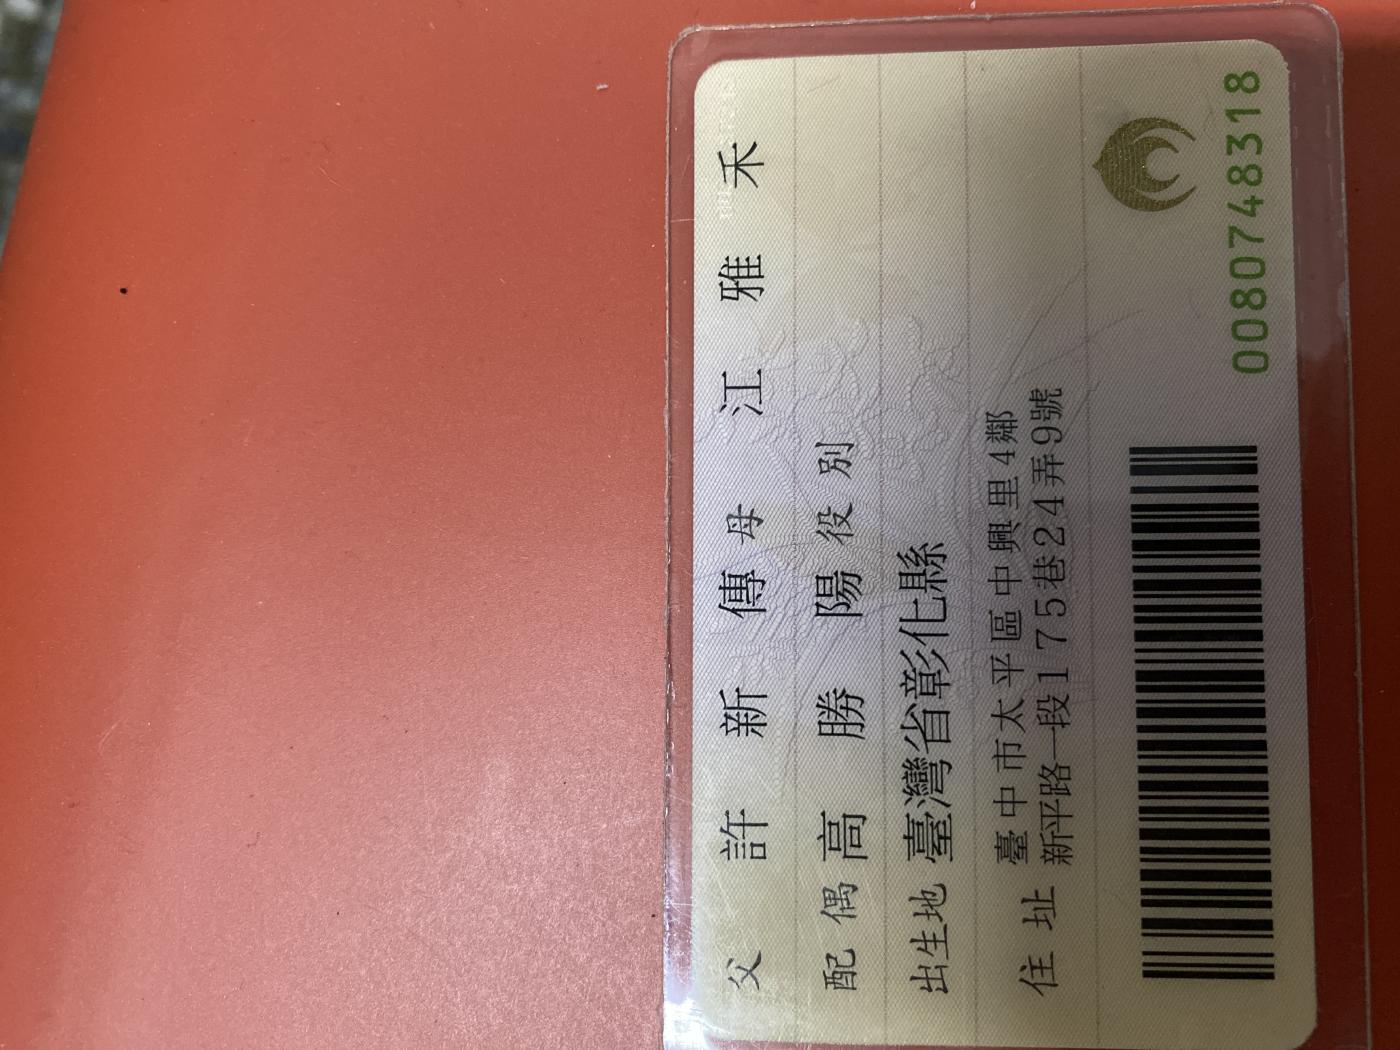 父 許新傳 母 江雅禾
配偶 高勝陽 役別
出生地 臺灣省彰化縣
住址 臺中市太平區中興里4鄰
新平路一段175巷24弄9號
0080748318